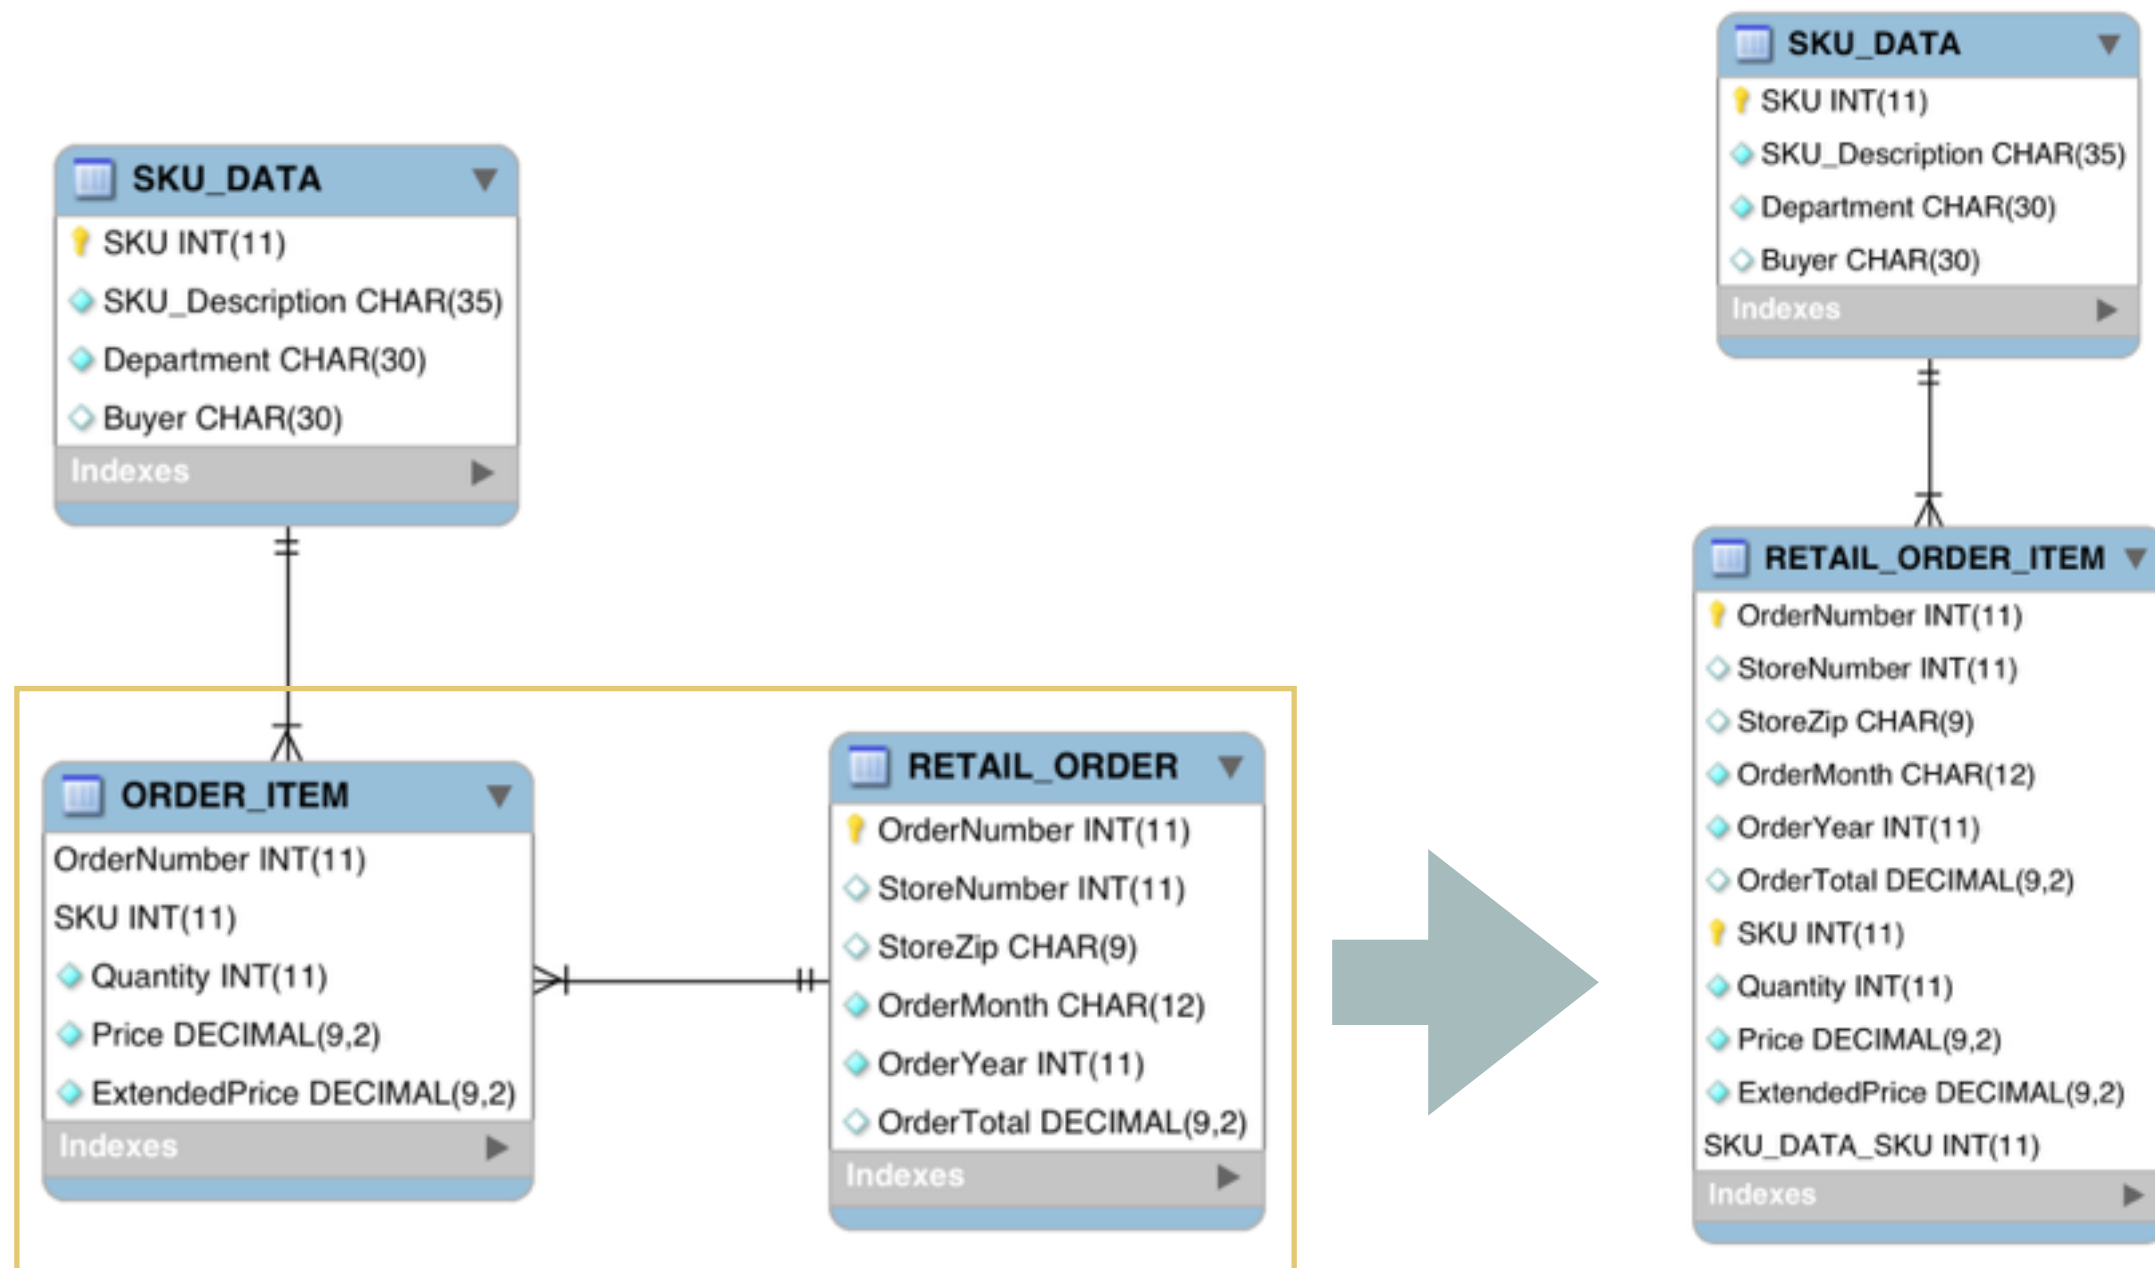 SKU_DATA
SKU INT(11)
SKU_Description CHAR(35)
Department CHAR(30)
Buyer CHAR(30)
Indexes
ORDER_ITEM
OrderNumber INT(11)
SKU INT(11)
Quantity INT(11)
Price DECIMAL(9,2)
ExtendedPrice DECIMAL(9,2)
Indexes
RETAIL_ORDER
OrderNumber INT(11)
StoreNumber INT(11)
StoreZip CHAR(9)
OrderMonth CHAR(12)
OrderYear INT(11)
OrderTotal DECIMAL(9,2)
Indexes
SKU_DATA
SKU INT(11)
SKU_Description CHAR(35)
Department CHAR(30)
Buyer CHAR(30)
Indexes
RETAIL_ORDER_ITEM
OrderNumber INT(11)
StoreNumber INT(11)
StoreZip CHAR(9)
OrderMonth CHAR(12)
OrderYear INT(11)
OrderTotal DECIMAL(9,2)
SKU INT(11)
Quantity INT(11)
Price DECIMAL(9,2)
ExtendedPrice DECIMAL(9,2)
SKU_DATA_SKU INT(11)
Indexes